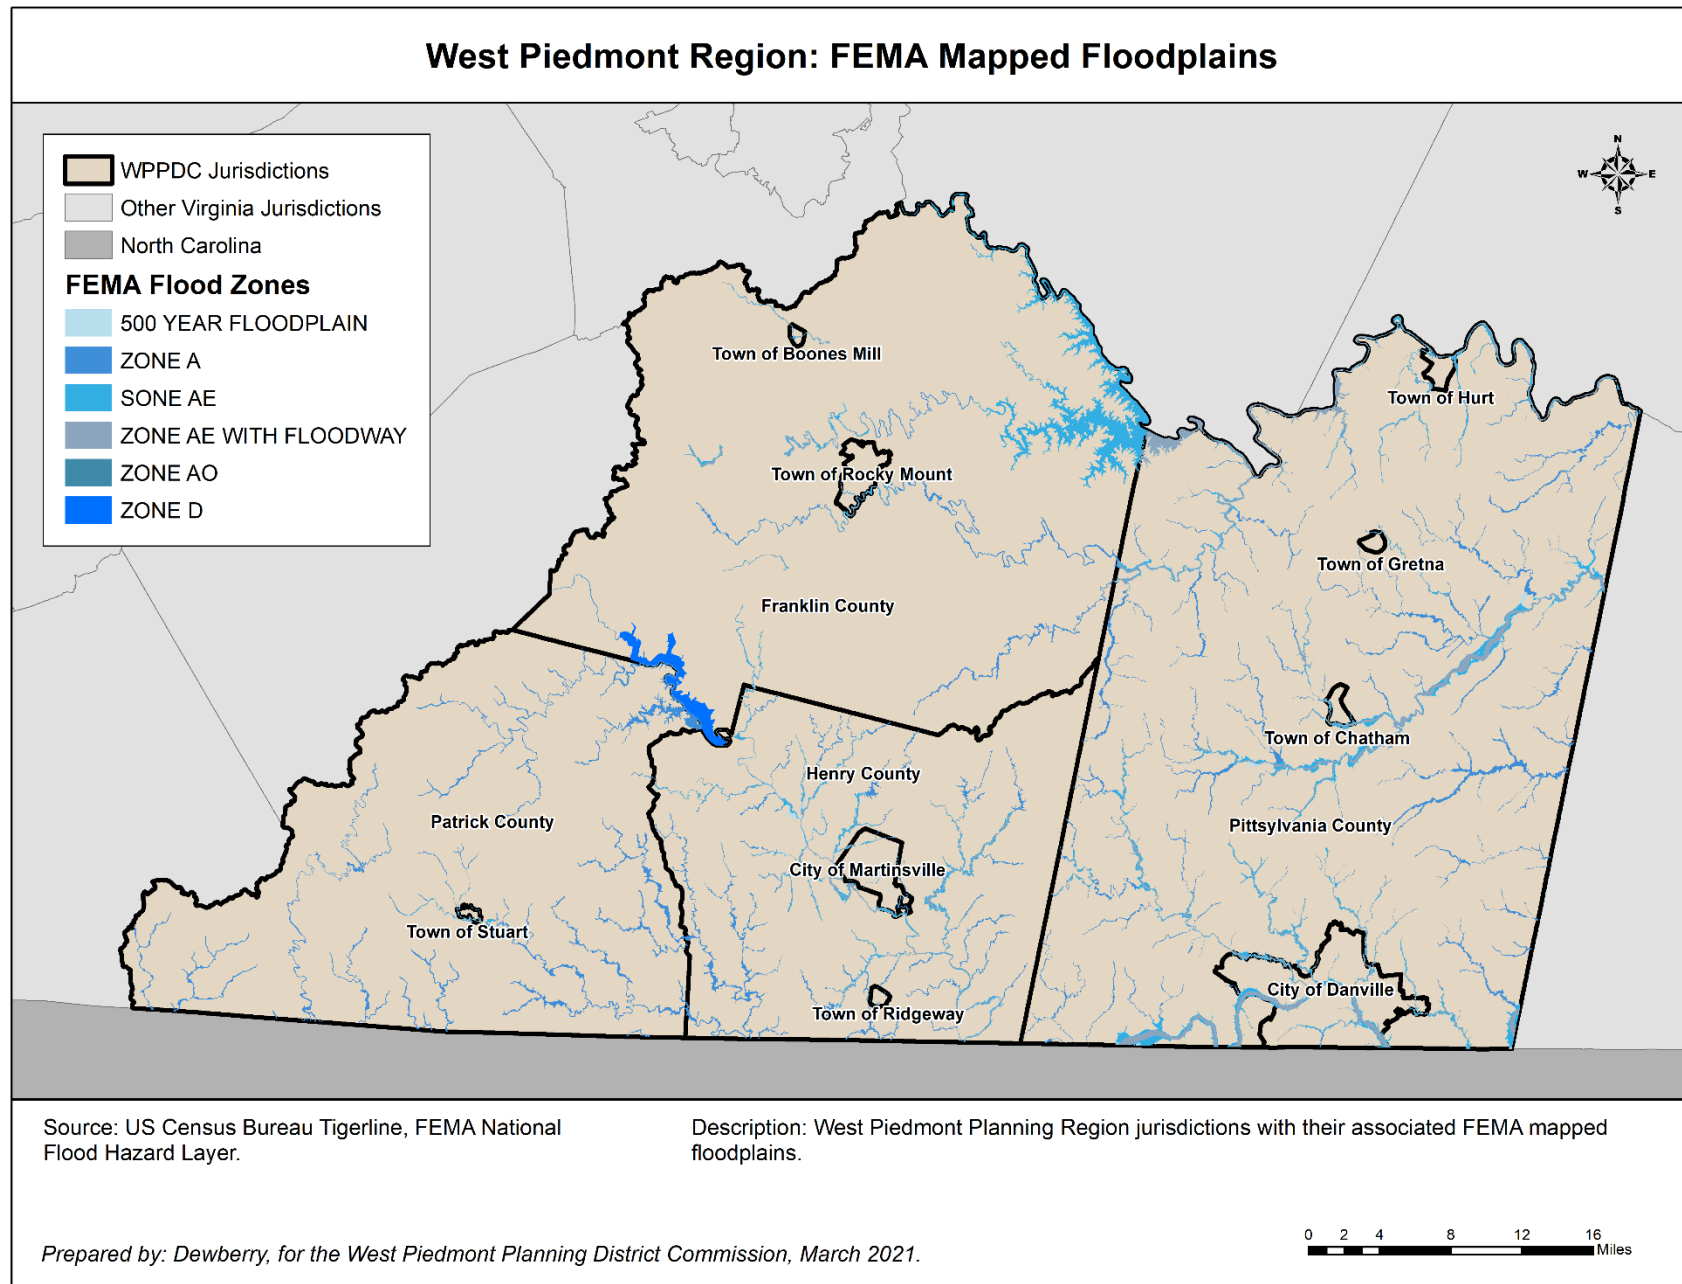 West Piedmont Region: FEMA Mapped Floodplains
WPPDC Jurisdictions
Other Virginia Jurisdictions
North Carolina
FEMA Flood Zones
500 YEAR FLOODPLAIN
ZONE A
SONE AE
ZONE AE WITH FLOODWAY
ZONE AO
ZONE D
N
W
E
S
Town of Boones Mill
Town of Hurt
Town of Rocky Mount
Town of Gretna
Franklin County
Town of Chatham
Henry County
Patrick County
Pittsylvania County
City of Martinsville
Town of Stuart
City of Danville
Town of Ridgeway
Source: US Census Bureau Tigerline, FEMA National
Flood Hazard Layer.
Description: West Piedmont Planning Region jurisdictions with their associated FEMA mapped
floodplains.
Prepared by: Dewberry, for the West Piedmont Planning District Commission, March 2021.
0 2 4 8 12 16
Miles